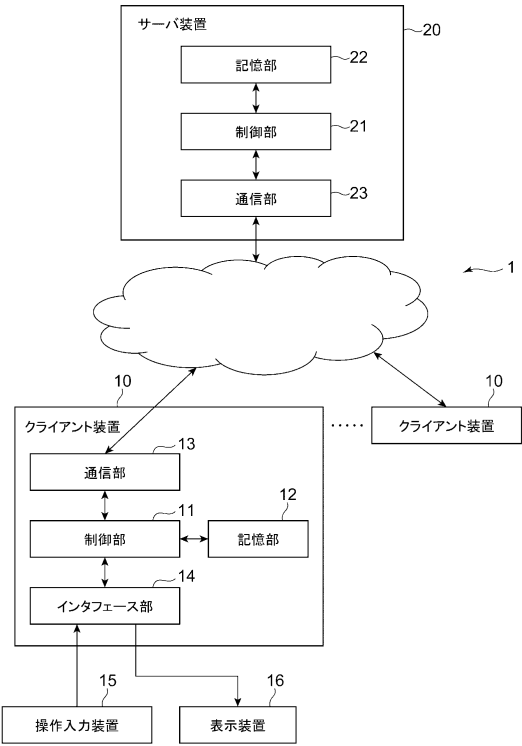 サーバ装置
20
記憶部
22
制御部
21
通信部
23
1
10
クライアント装置
10
クライアント装置
通信部
13
制御部
11
記憶部
12
インタフェース部
14
操作入力装置
15
表示装置
16